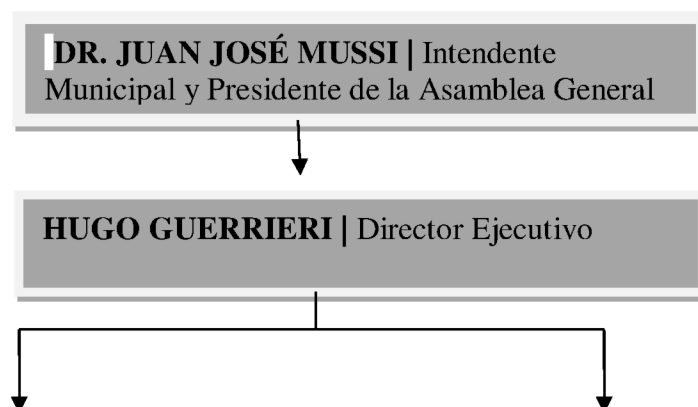 DR. JUAN JOSÉ MUSSI | Intendente
Municipal y Presidente de la Asamblea General
HUGO GUERRIERI | Director Ejecutivo